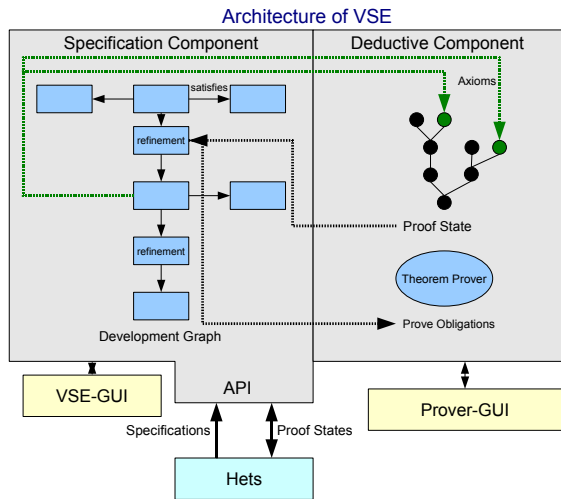 Architecture of VSE
Specification Component
Deductive Component
satisfies
Axioms
refinement
Proof State
refinement
Theorem Prover
Prove Obligations
Development Graph
API
VSE-GUI
Prover-GUI
Specifications
Proof States
Hets